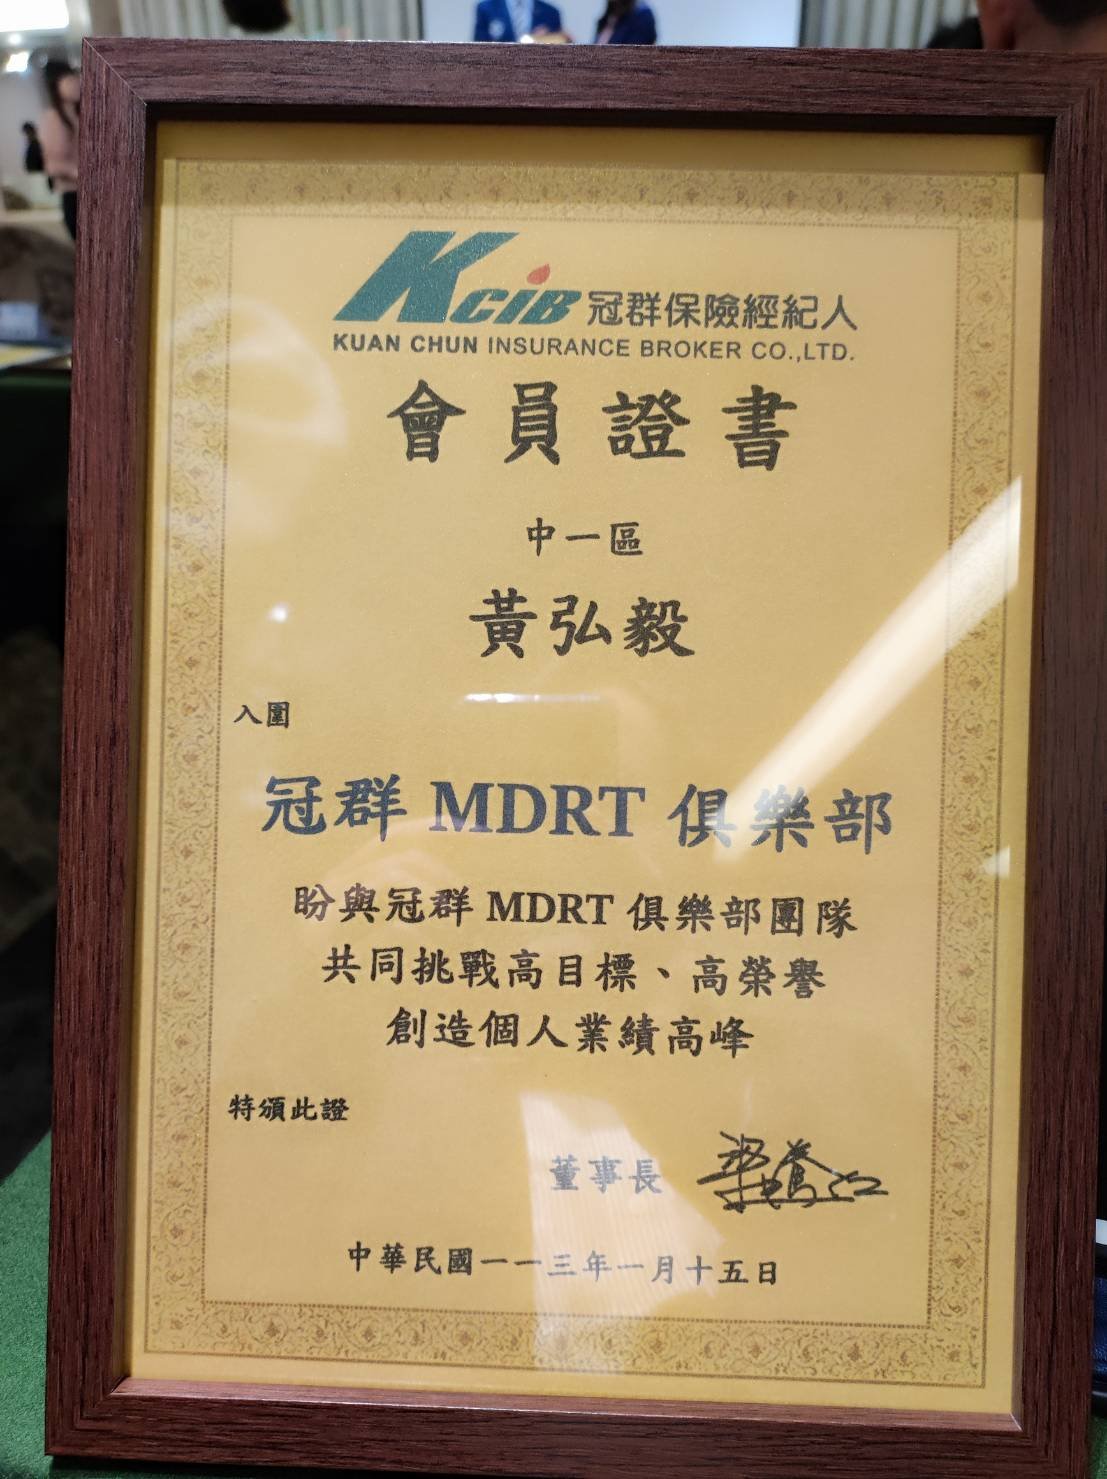 KCIB 冠群保險經紀人
KUAN CHUN INSURANCE BROKER CO.,LTD.
會員證書
中一區
黃弘毅
入圍
冠群 MDRT 俱樂部
盼與冠群 MDRT 俱樂部團隊
共同挑戰高目標、高榮譽
創造個人業績高峰
特頒此證
董事長
中華民國一一三年一月十五日